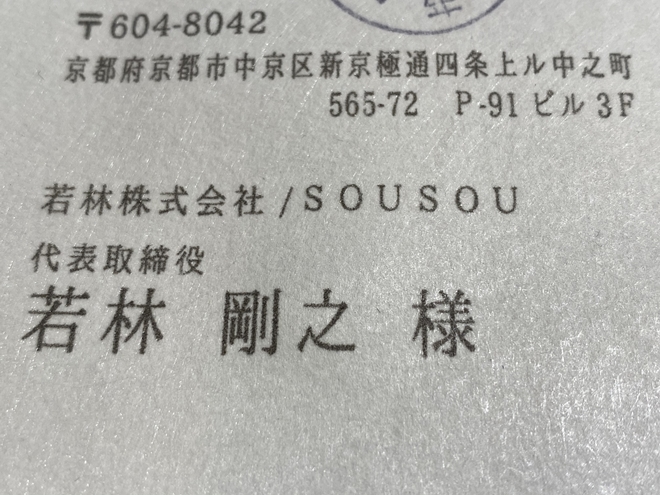 年
〒604-8042
京都府京都市中京区新京極通四条上ル中之町
565-72 P-91 ビル 3F
若林株式会社/SOUSOU
代表取締役
若林 剛之 様